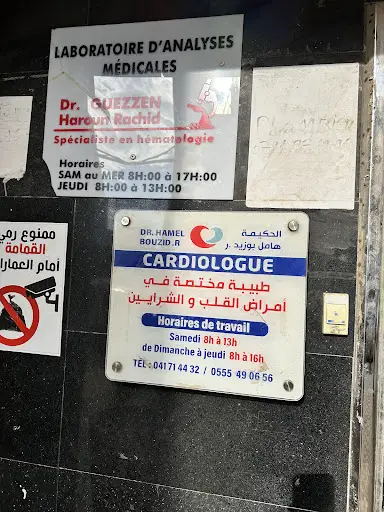 LABORATOIRE D'ANALYSES
MÉDICALES
Dr. GUEZZEN
Haroun Rachid
Spécialiste en hématologie
Horaires
SAM au MER 8H:00 à 17H:00
JEUDI 8H:00 à 13H:00
ممنوع رمي
القمامة
أمام العمارة
DR.HAMEL
BOUZID.R
الحكيمة
هامل بوزيد .ر
CARDIOLOGUE
طبيبة مختصة في
أمراض القلب و الشرايين
Horaires de travail
Samedi 8h à 13h
de Dimanche à jeudi 8h à 16h
TÉL : 041 71 44 32 / 0555 49 06 56